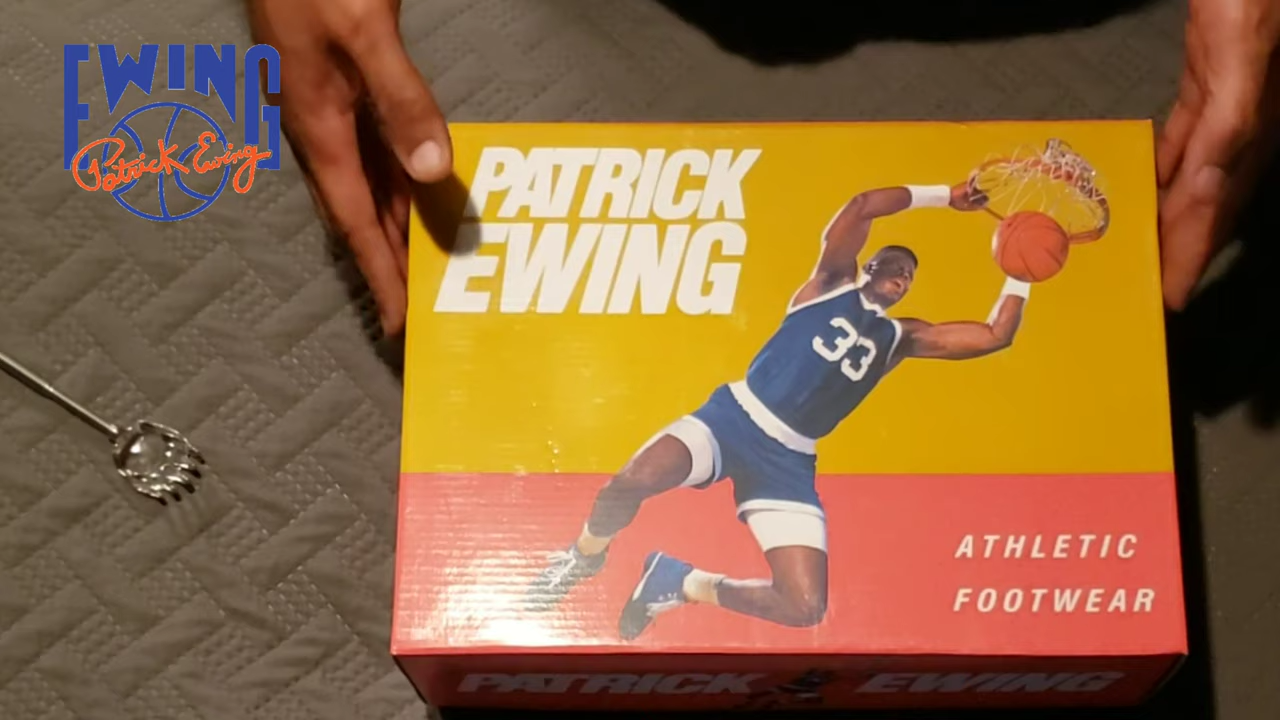 EWING
Patrick Ewing
PATRICK
EWING
33
ATHLETIC
FOOTWEAR
PATRICK EWING